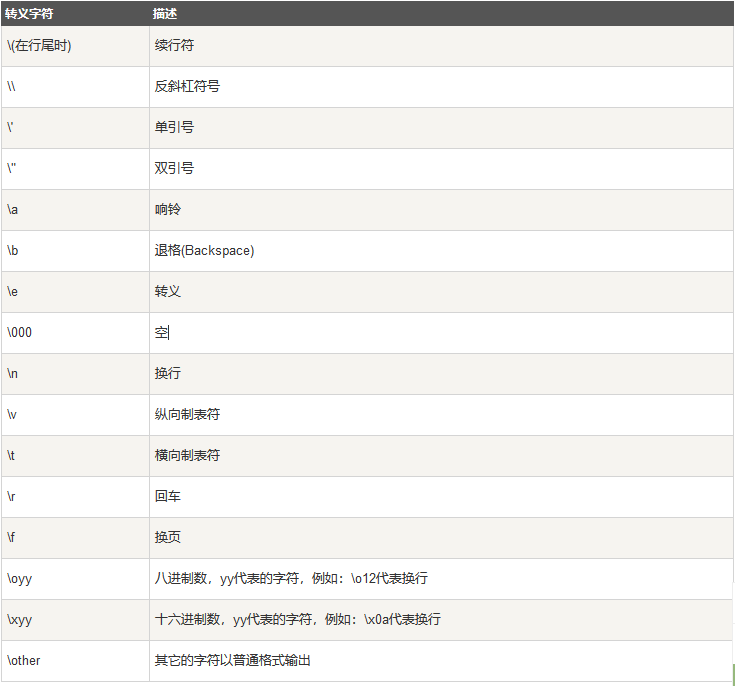 转义字符 描述
\(在行尾时) 续行符
\\ 反斜杠符号
\' 单引号
\" 双引号
\a 响铃
\b 退格(Backspace)
\e 转义
\000 空
\n 换行
\v 纵向制表符
\t 横向制表符
\r 回车
\f 换页
\oyy 八进制数，yy代表的字符，例如：\o12代表换行
\xyy 十六进制数，yy代表的字符，例如：\x0a代表换行
\other 其它的字符以普通格式输出